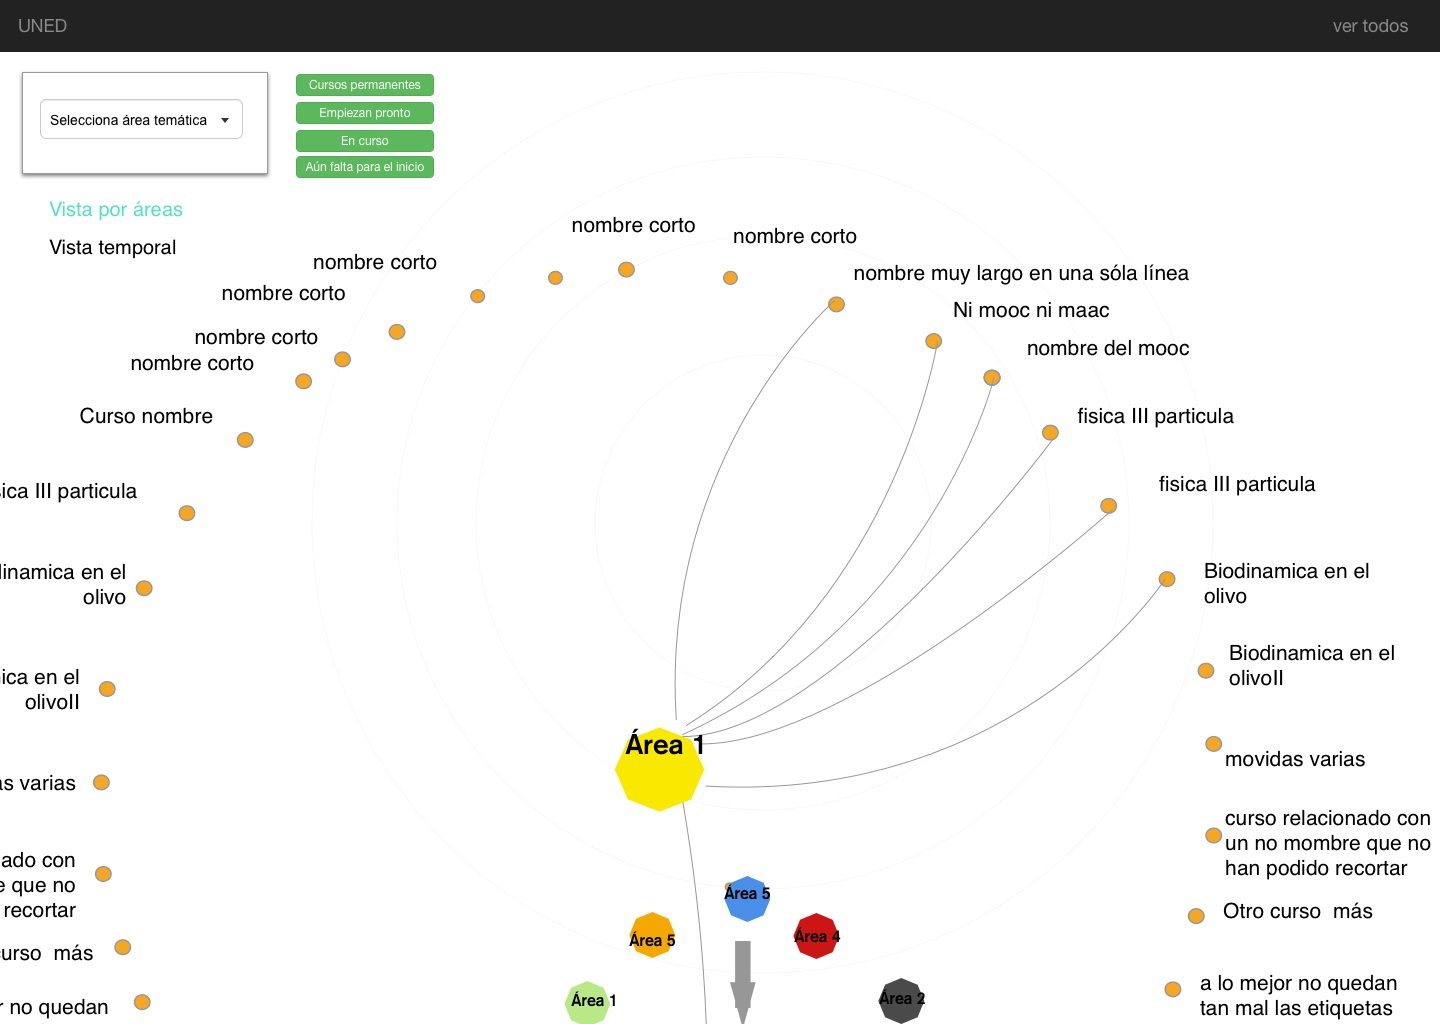 UNED
ver todos
Selecciona área temática
Cursos permanentes
Empiezan pronto
En curso
Aún falta para el inicio
Vista por áreas
Vista temporal
nombre corto
nombre corto
nombre corto
nombre corto
nombre corto
nombre corto
Curso nombre
III particula
en el
olivo
en el
olivoII
varias
con
que no
recortar
más
no quedan
nombre muy largo en una sóla línea
Ni mooc ni maac
nombre del mooc
fisica III particula
fisica III particula
Biodinamica en el
olivo
Biodinamica en el
olivoII
movidas varias
curso relacionado con
un no mombre que no
han podido recortar
Otro curso  más
a lo mejor no quedan
tan mal las etiquetas
Área 1
Área 5
Área 5
Área 4
Área 1
Área 2